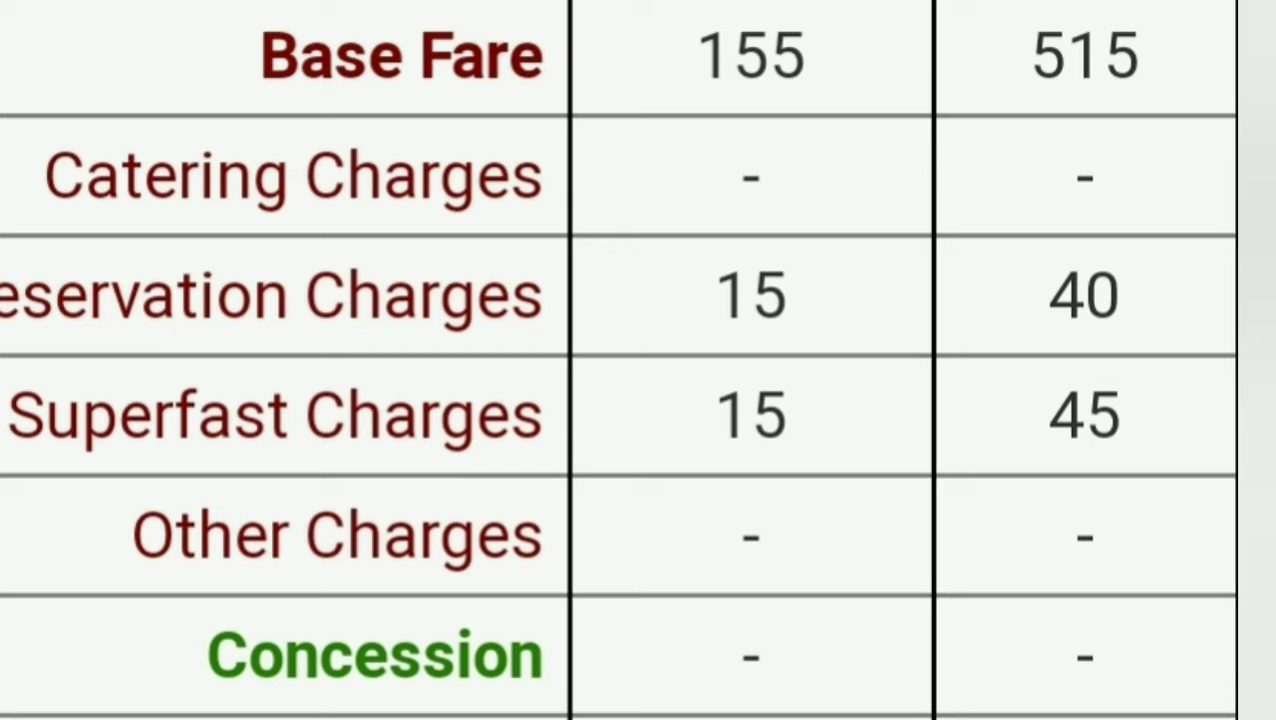 Base Fare 155 515
Catering Charges - -
eservation Charges 15 40
Superfast Charges 15 45
Other Charges - -
Concession - -